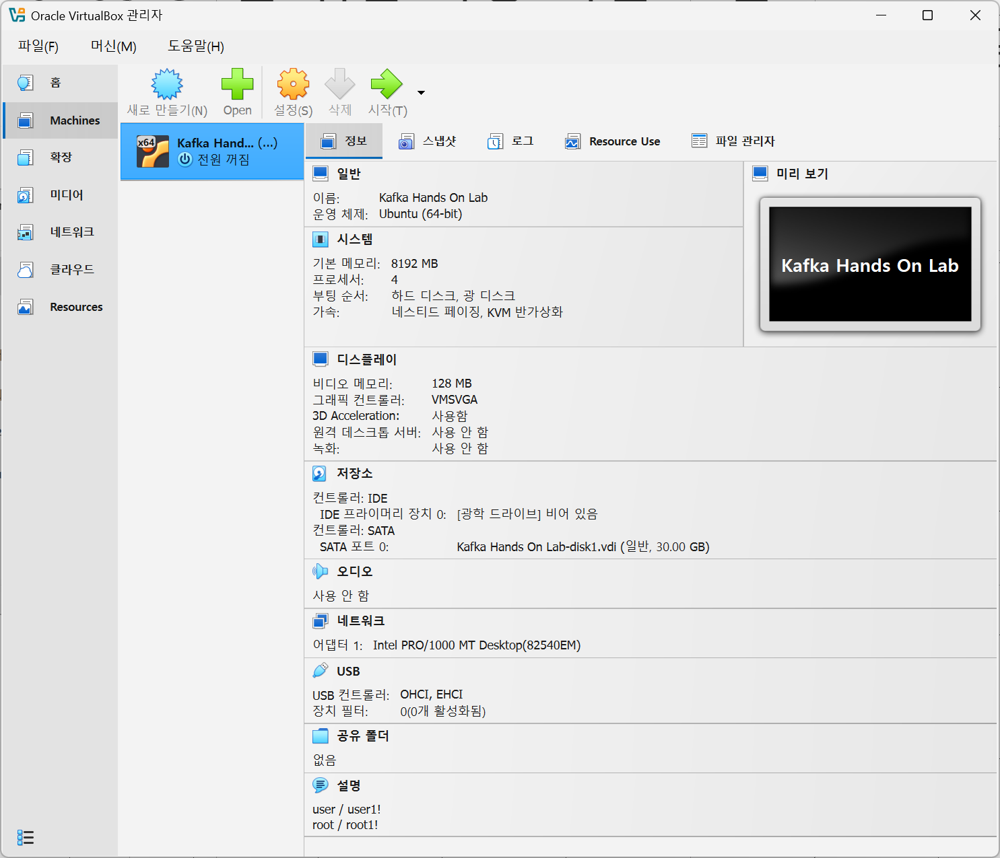 Oracle VirtualBox 관리자
파일(F) 머신(M) 도움말(H)
홈
Machines
확장
미디어
네트워크
클라우드
Resources
새로 만들기(N) Open 설정(S) 삭제 시작(T)
x64
Kafka Hand... (...)
전원 꺼짐
정보 스냅샷 로그 Resource Use 파일 관리자
일반
이름: Kafka Hands On Lab
운영 체제: Ubuntu (64-bit)
시스템
기본 메모리: 8192 MB
프로세서: 4
부팅 순서: 하드 디스크, 광 디스크
가속: 네스티드 페이징, KVM 반가상화
미리 보기
Kafka Hands On Lab
디스플레이
비디오 메모리: 128 MB
그래픽 컨트롤러: VMSVGA
3D Acceleration: 사용함
원격 데스크톱 서버: 사용 안 함
녹화: 사용 안 함
저장소
컨트롤러: IDE
IDE 프라이머리 장치 0: [광학 드라이브] 비어 있음
컨트롤러: SATA
SATA 포트 0: Kafka Hands On Lab-disk1.vdi (일반, 30.00 GB)
오디오
사용 안 함
네트워크
어댑터 1: Intel PRO/1000 MT Desktop(82540EM)
USB
USB 컨트롤러: OHCI, EHCI
장치 필터: 0(0개 활성화됨)
공유 폴더
없음
설명
user / user1!
root / root1!